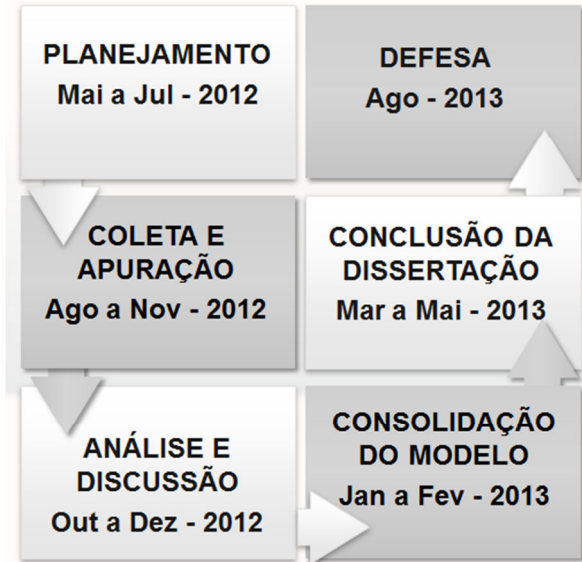 PLANEJAMENTO
Mai a Jul - 2012
COLETA E
APURAÇÃO
Ago a Nov - 2012
ANÁLISE E
DISCUSSÃO
Out a Dez - 2012
CONSOLIDAÇÃO
DO MODELO
Jan a Fev - 2013
CONCLUSÃO DA
DISSERTAÇÃO
Mar a Mai - 2013
DEFESA
Ago - 2013